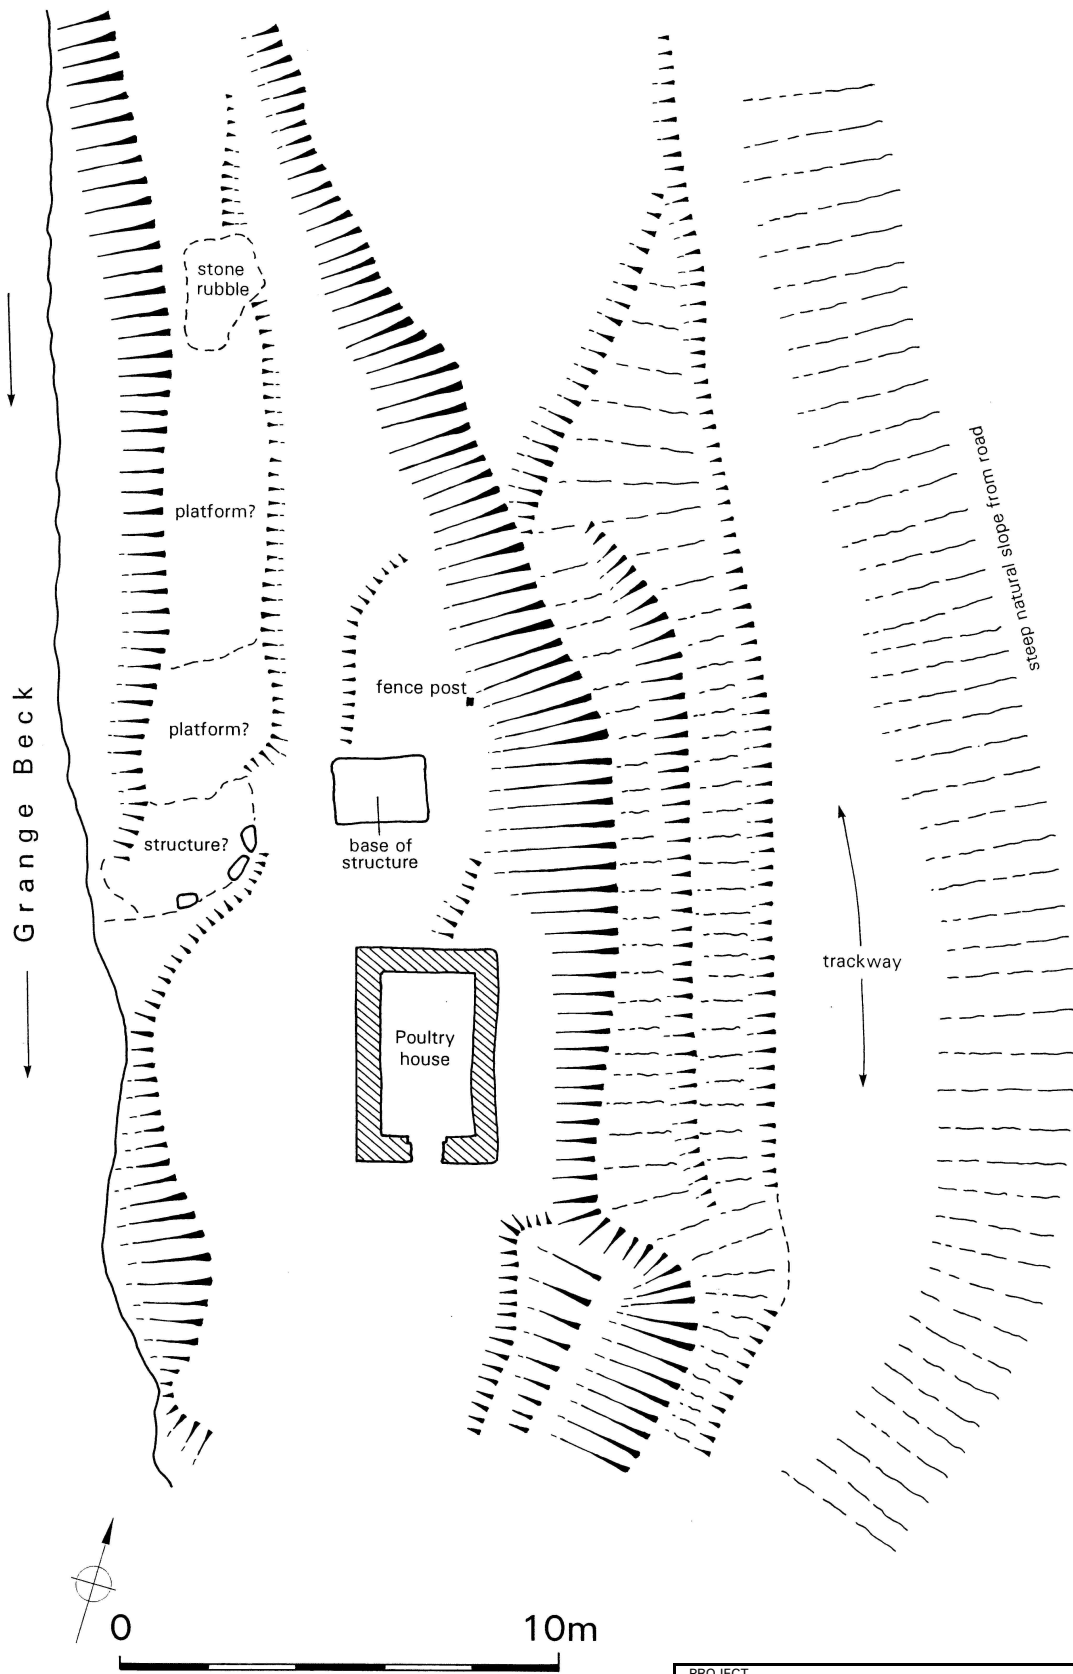 stone
rubble
platform?
steep natural slope from road
fence post
platform?
Grange Beck
structure?
base of
structure
trackway
Poultry
house
0
10m
PROJECT